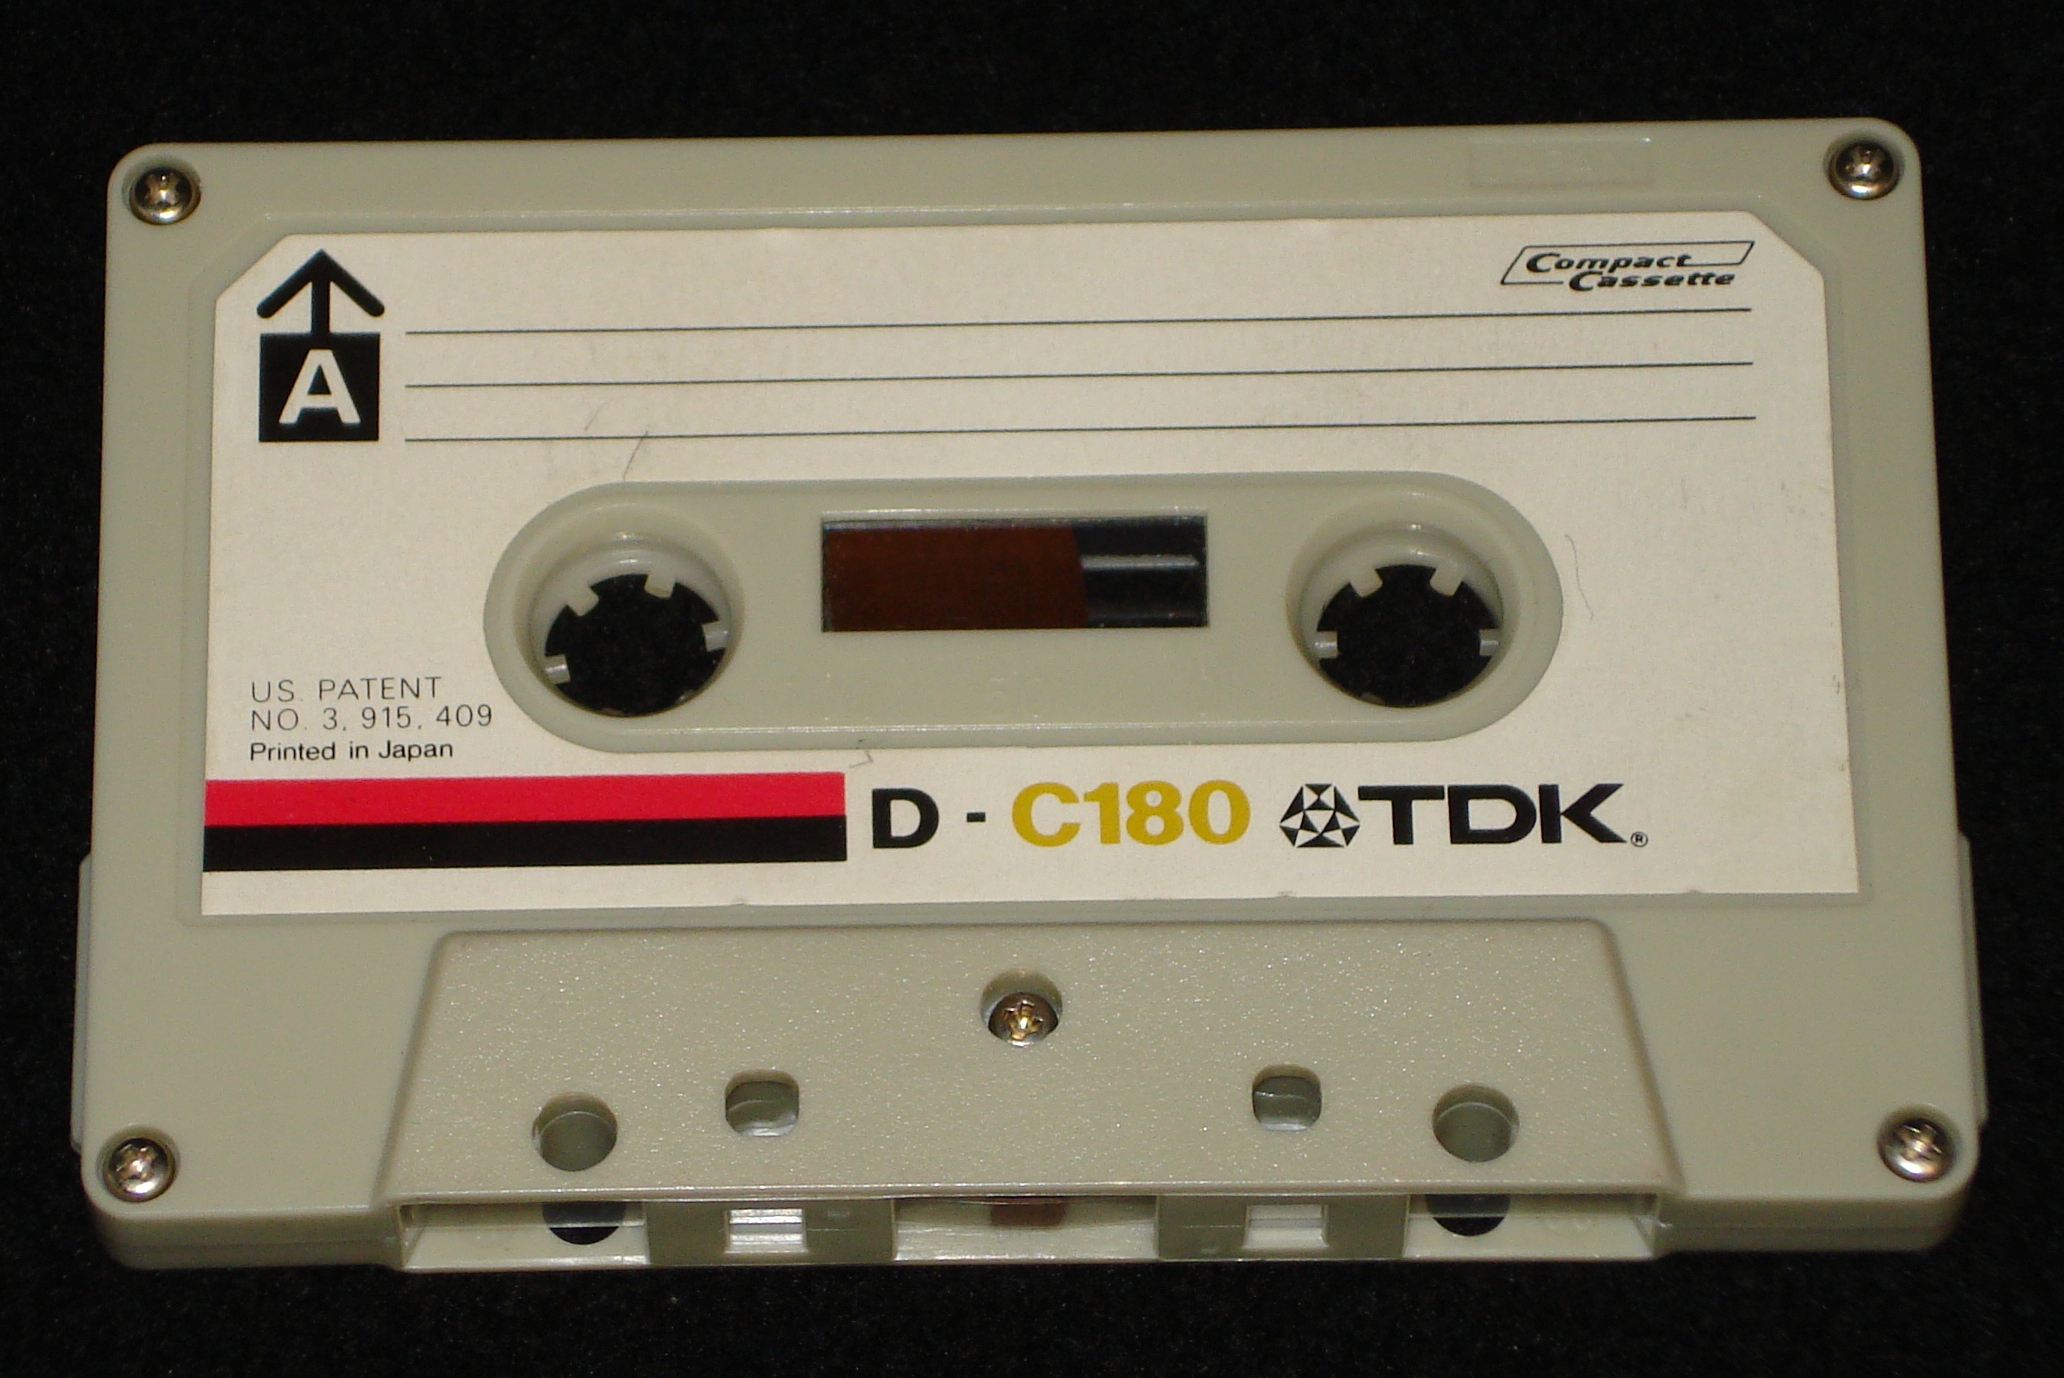 Compact
Cassette
A
US. PATENT
NO. 3, 915, 409
Printed in Japan
D - C180 TDK®